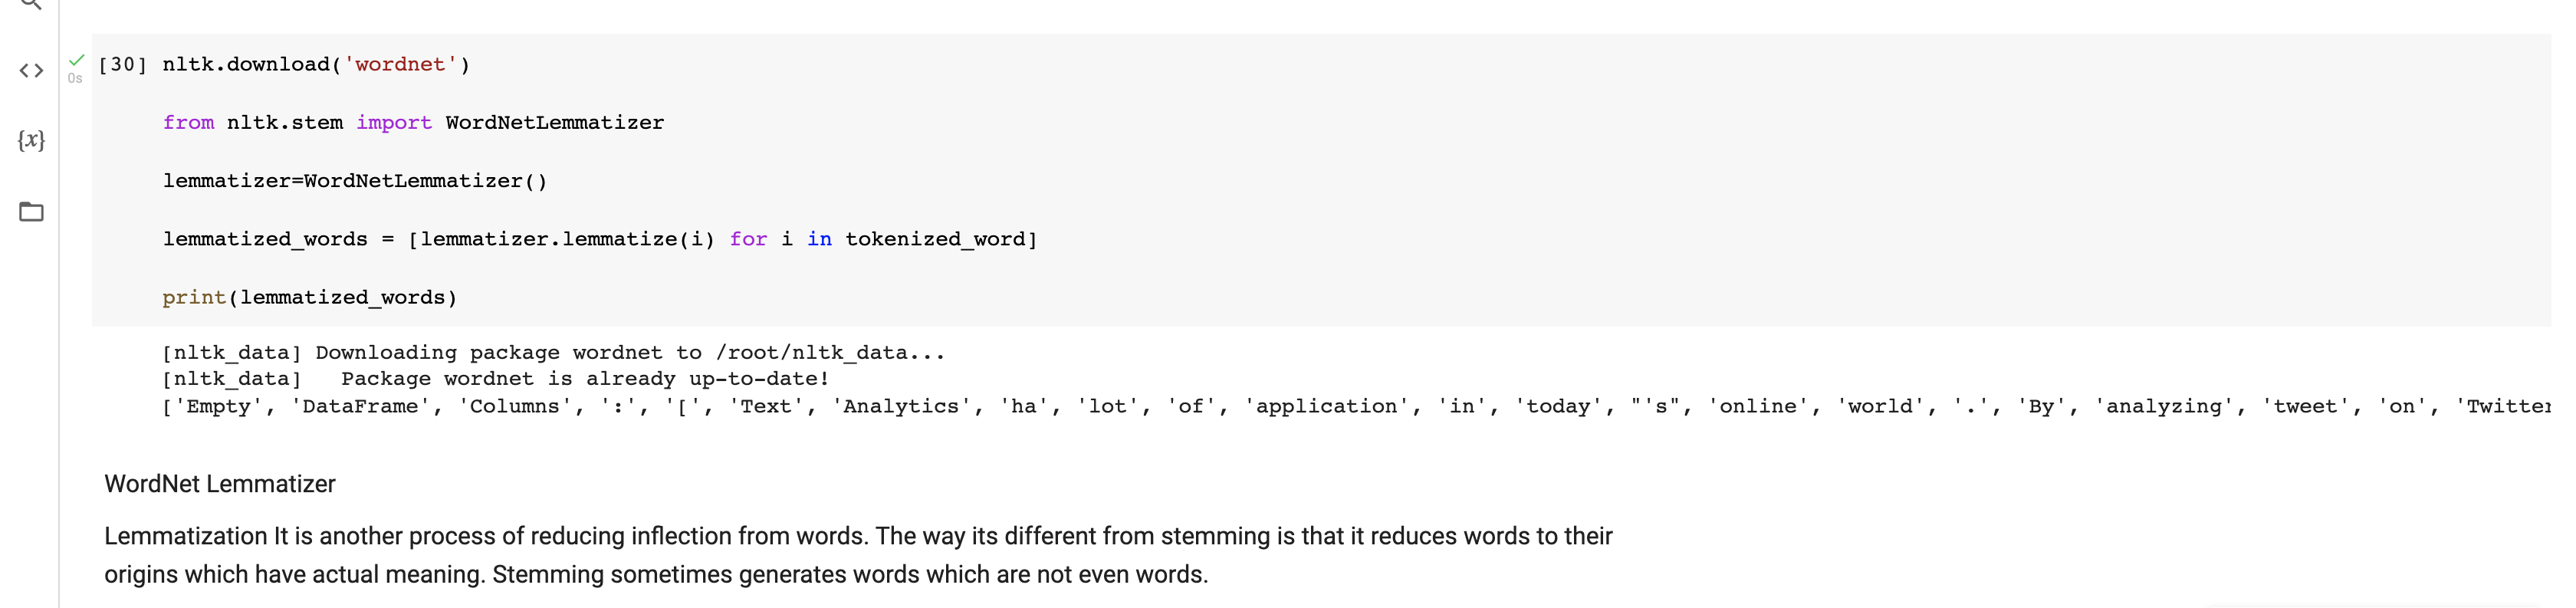 [30] nltk.download('wordnet')
0s
from nltk.stem import WordNetLemmatizer
{x}
lemmatizer=WordNetLemmatizer()
lemmatized_words = [lemmatizer.lemmatize(i) for i in tokenized_word]
print(lemmatized_words)
[nltk_data] Downloading package wordnet to /root/nltk_data...
[nltk_data]   Package wordnet is already up-to-date!
['Empty', 'DataFrame', 'Columns', ':', '[', 'Text', 'Analytics', 'ha', 'lot', 'of', 'application', 'in', 'today', "'s", 'online', 'world', '.', 'By', 'analyzing', 'tweet', 'on', 'Twitter
WordNet Lemmatizer
Lemmatization It is another process of reducing inflection from words. The way its different from stemming is that it reduces words to their
origins which have actual meaning. Stemming sometimes generates words which are not even words.